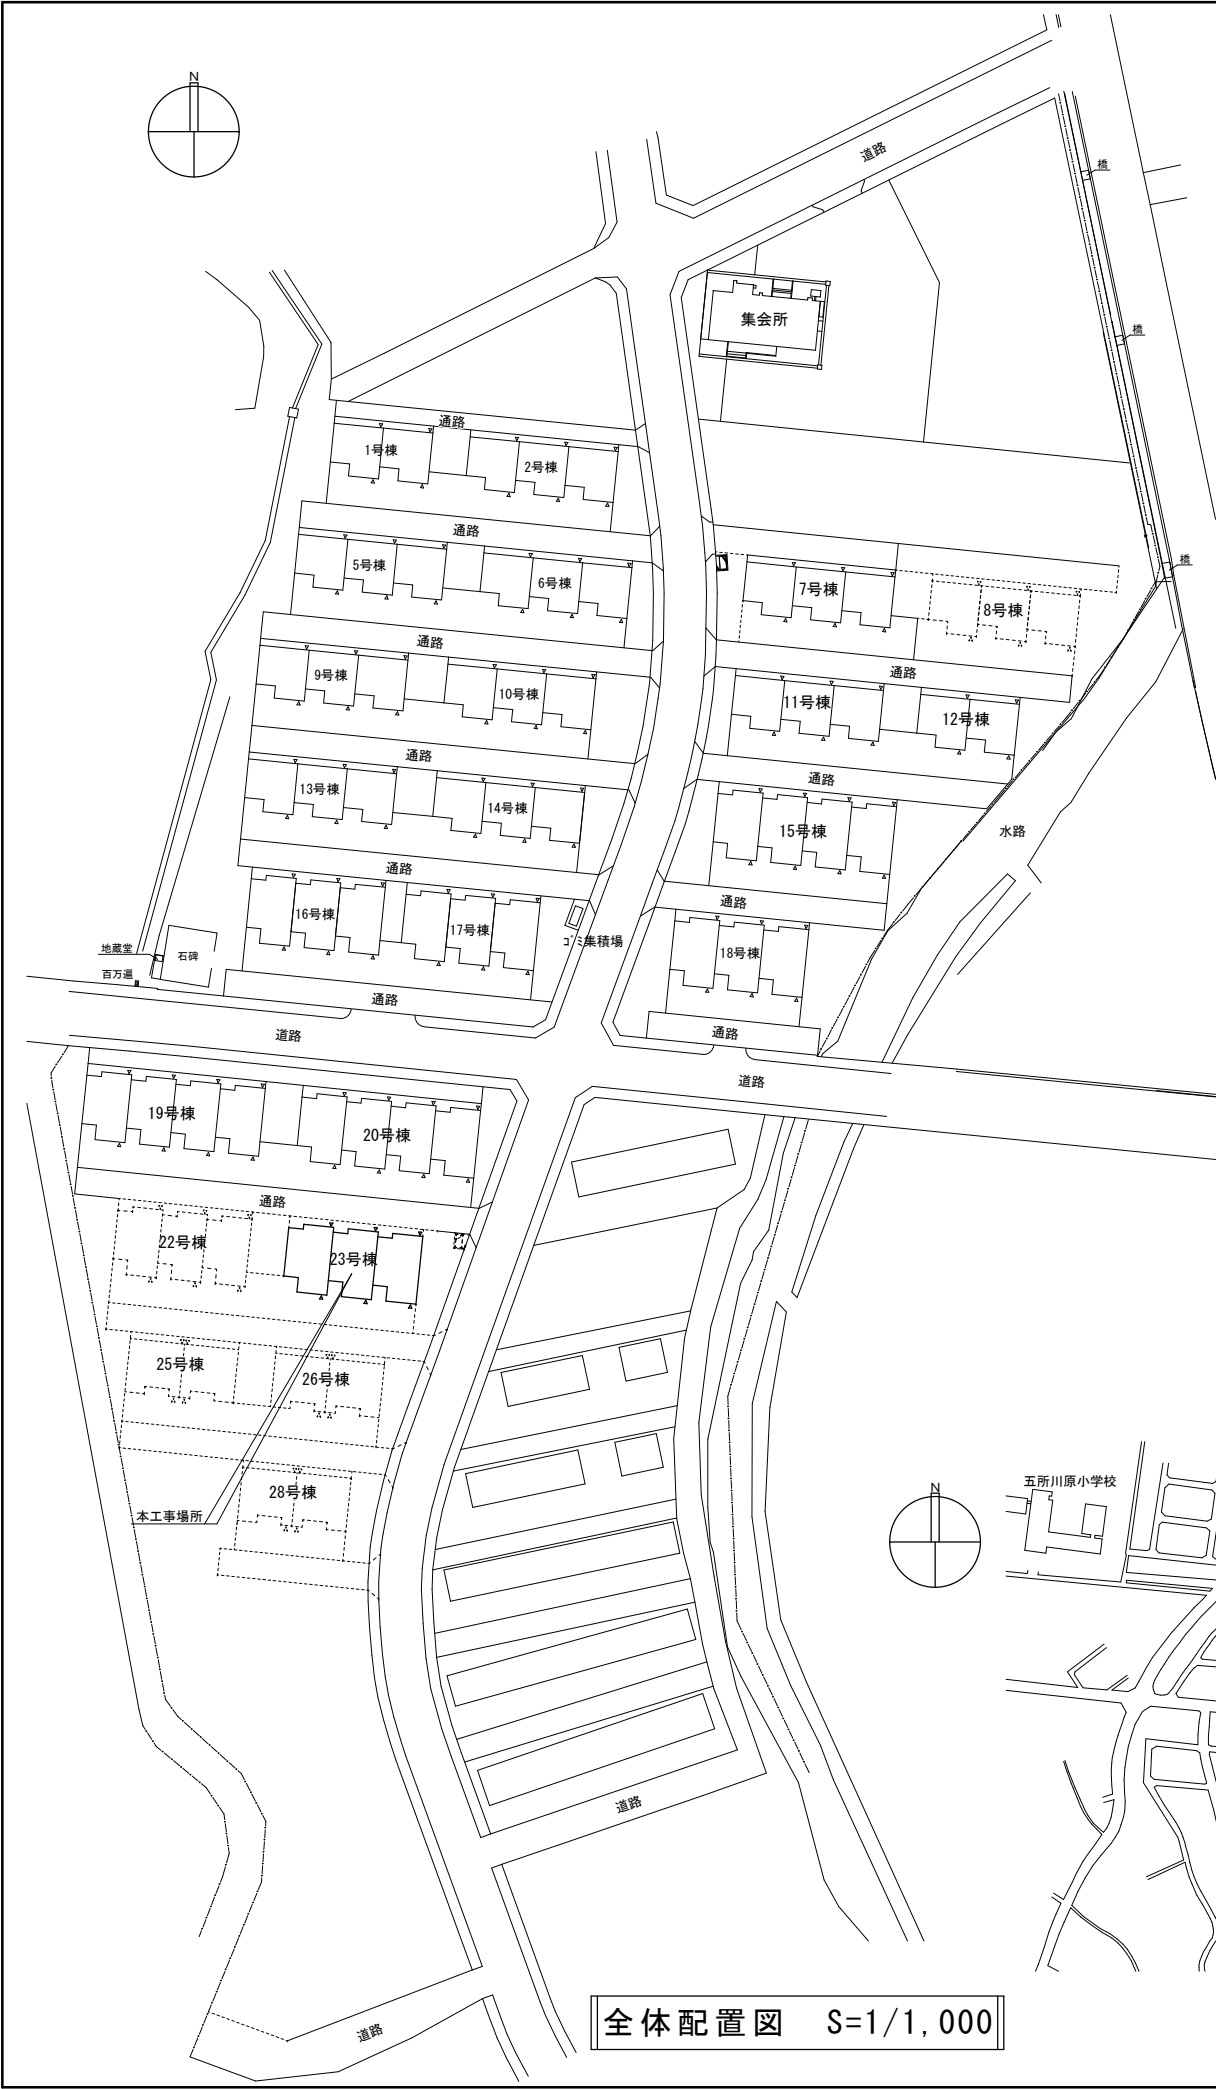 N
道路
橋
集会所
橋
通路
1号棟
2号棟
通路
5号棟
6号棟
橋
7号棟
8号棟
通路
9号棟
10号棟
通路
11号棟
12号棟
通路
13号棟
14号棟
通路
15号棟
水路
通路
16号棟
17号棟
ゴミ集積場
通路
18号棟
地蔵堂
石碑
百万遍
通路
道路
通路
道路
19号棟
20号棟
通路
22号棟
23号棟
25号棟
26号棟
28号棟
本工事場所
N
五所川原小学校
道路
道路
全体配置図 S=1/1,000